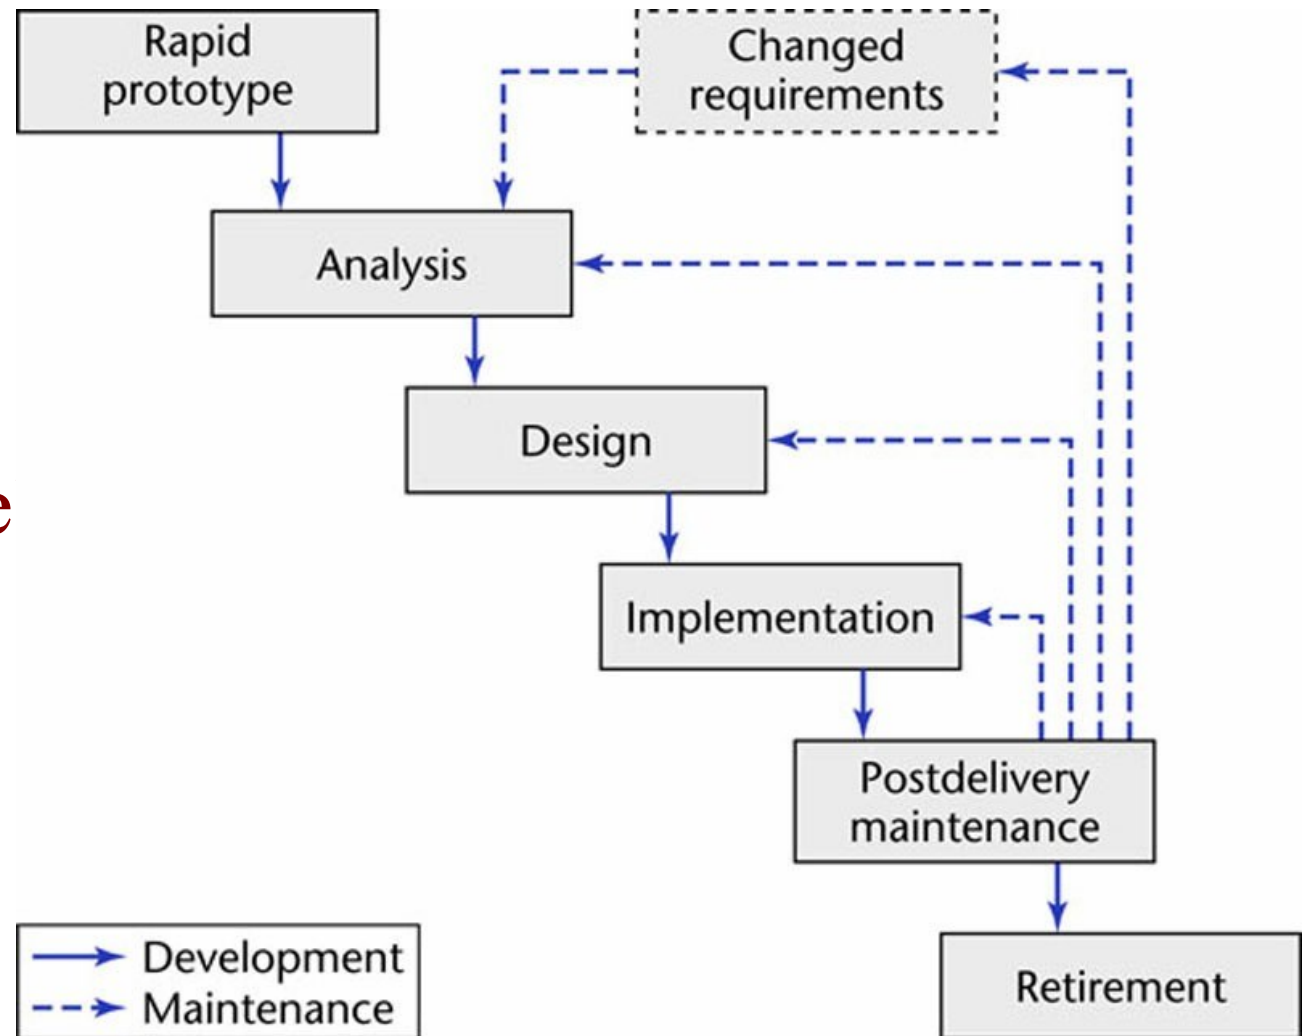 Rapid
prototype
Changed
requirements
Analysis
Design
e
Implementation
Postdelivery
maintenance
Development
Maintenance
Retirement